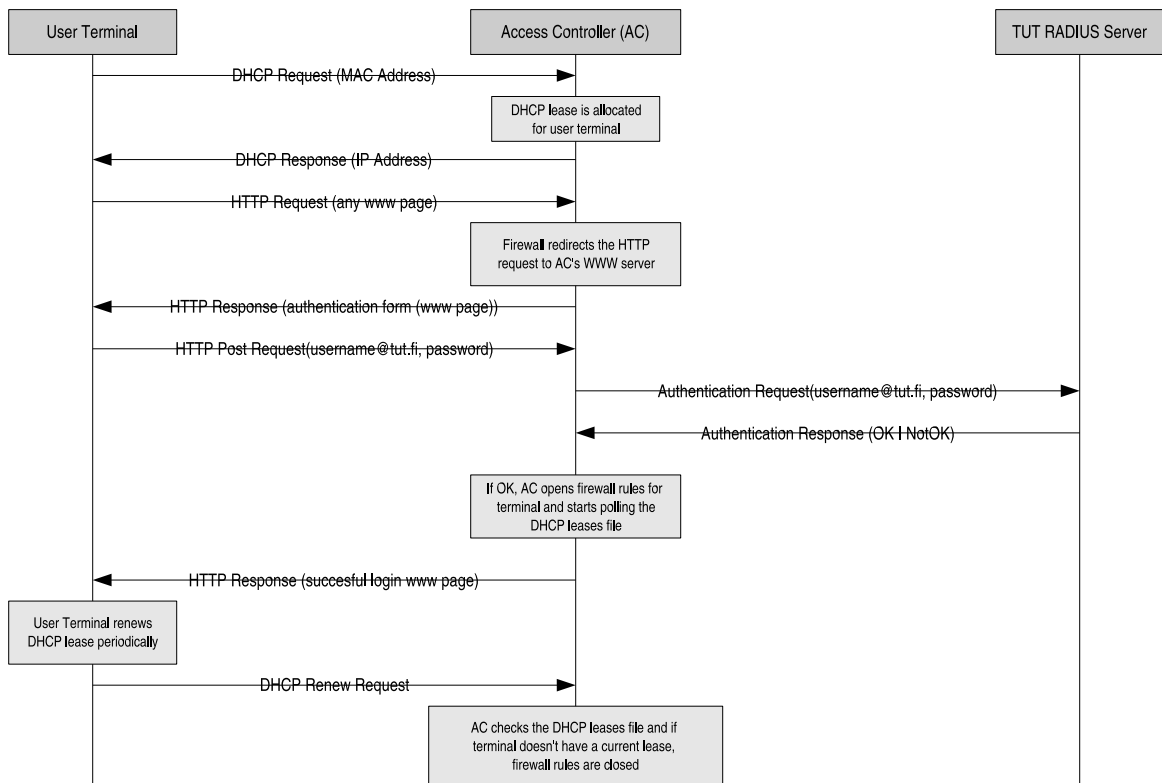 User Terminal
Access Controller (AC)
TUT RADIUS Server
DHCP Request (MAC Address)
DHCP lease is allocated
for user terminal
DHCP Response (IP Address)
HTTP Request (any www page)
Firewall redirects the HTTP
request to AC's WWW server
HTTP Response (authentication form (www page))
HTTP Post Request(username@tut.fi, password)
Authentication Request(username@tut.fi, password)
Authentication Response (OK | NotOK)
If OK, AC opens firewall rules for
terminal and starts polling the
DHCP leases file
HTTP Response (succesful login www page)
User Terminal renews
DHCP lease periodically
DHCP Renew Request
AC checks the DHCP leases file and if
terminal doesn't have a current lease,
firewall rules are closed